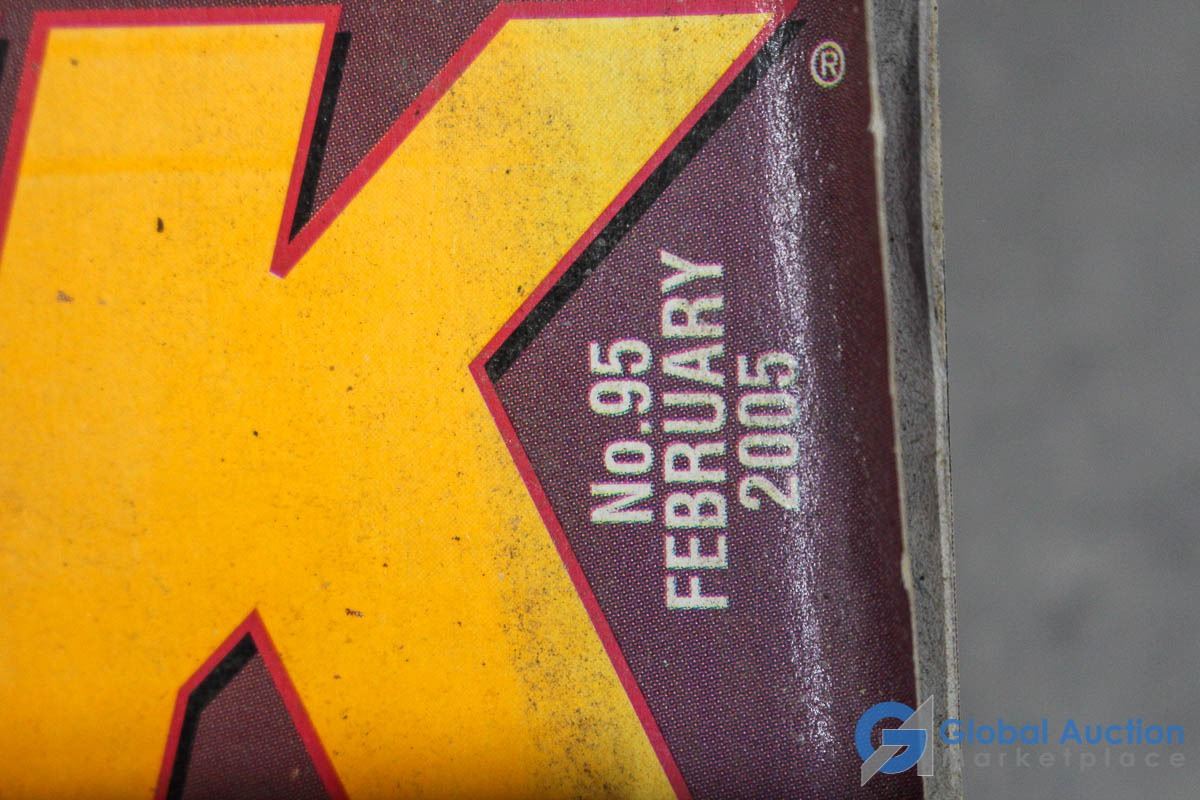 K
®
No.95
FEBRUARY
2005
Global Auction
marketplace